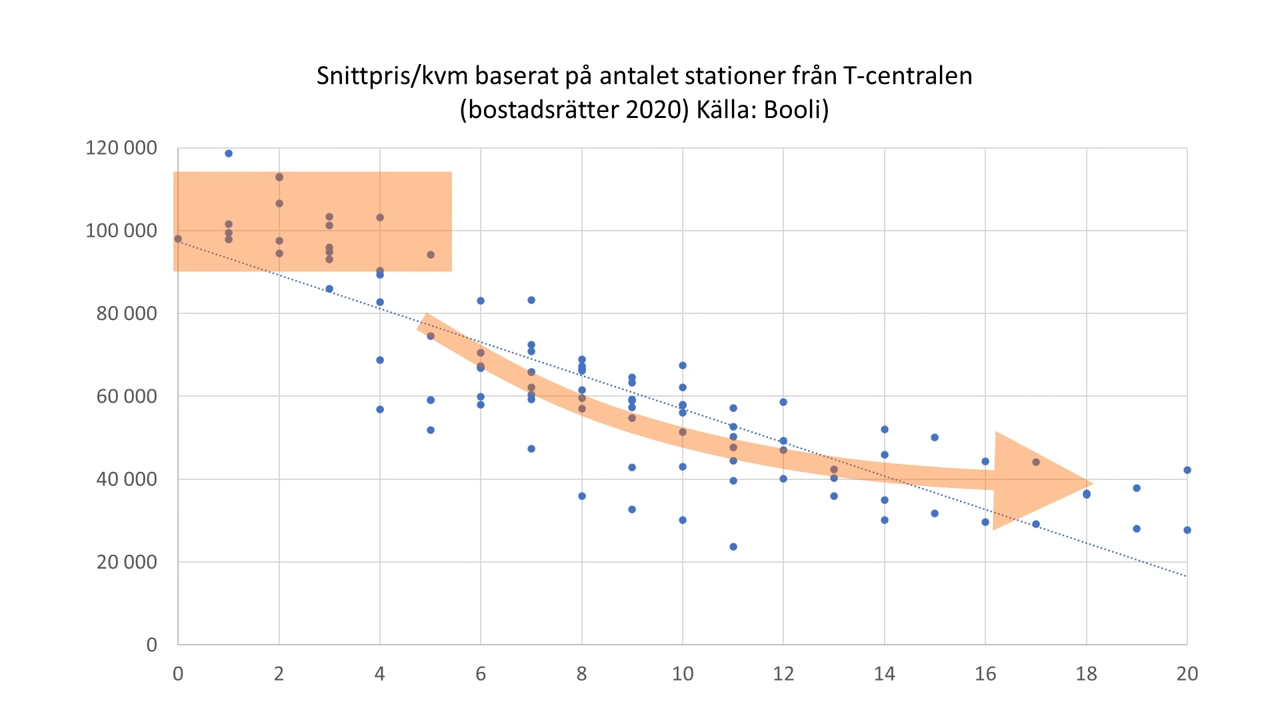 Snittpris/kvm baserat på antalet stationer från T-centralen
(bostadsrätter 2020) Källa: Booli)
120 000
100 000
80 000
60 000
40 000
20 000
0
0 2 4 6 8 10 12 14 16 18 20